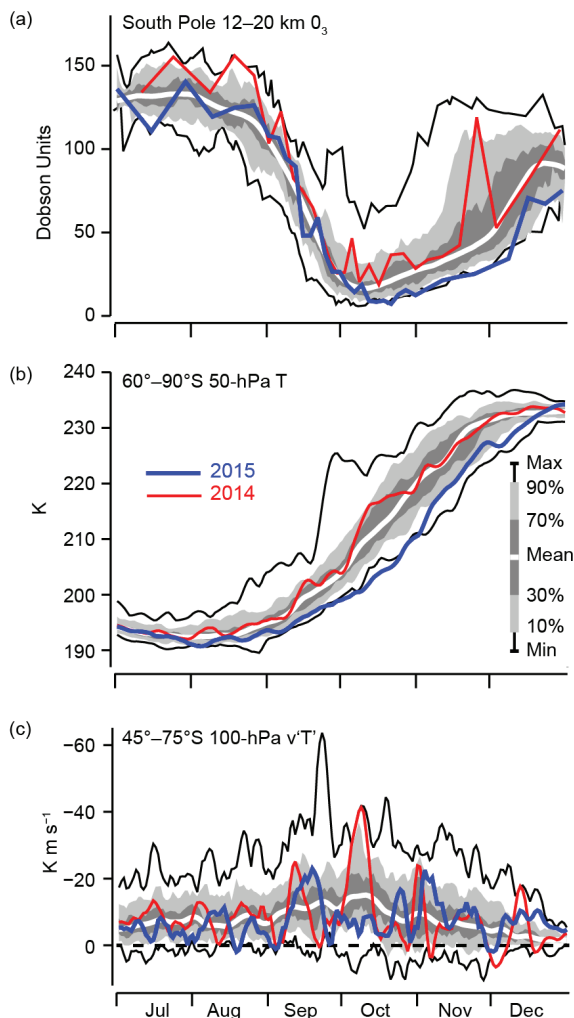 (a)
South Pole 12–20 km 0₃
150
100
50
0
Dobson Units
(b)
60°–90°S 50-hPa T
240
230
220
210
200
190
K
2015
2014
Max
90%
70%
Mean
30%
10%
Min
(c)
45°–75°S 100-hPa v‘T’
−60
−40
−20
0
K m s⁻¹
Jul Aug Sep Oct Nov Dec